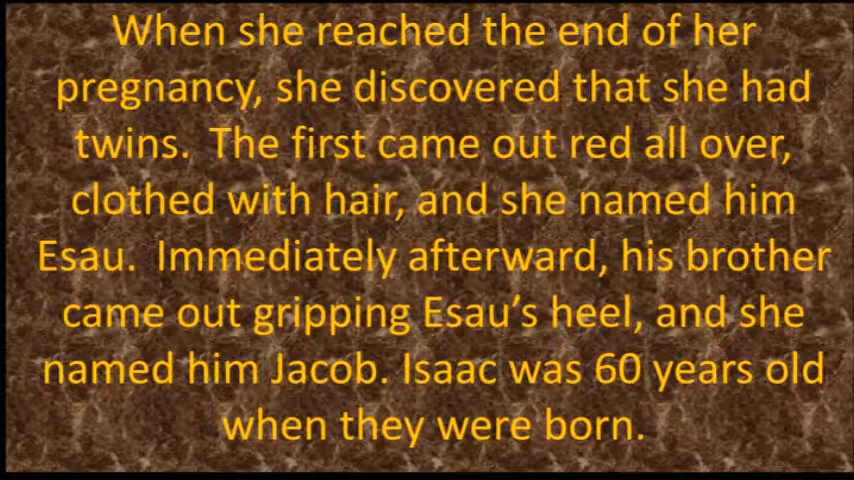 When she reached the end of her
pregnancy, she discovered that she had
twins.  The first came out red all over,
clothed with hair, and she named him
Esau.  Immediately afterward, his brother
came out gripping Esau’s heel, and she
named him Jacob. Isaac was 60 years old
when they were born.